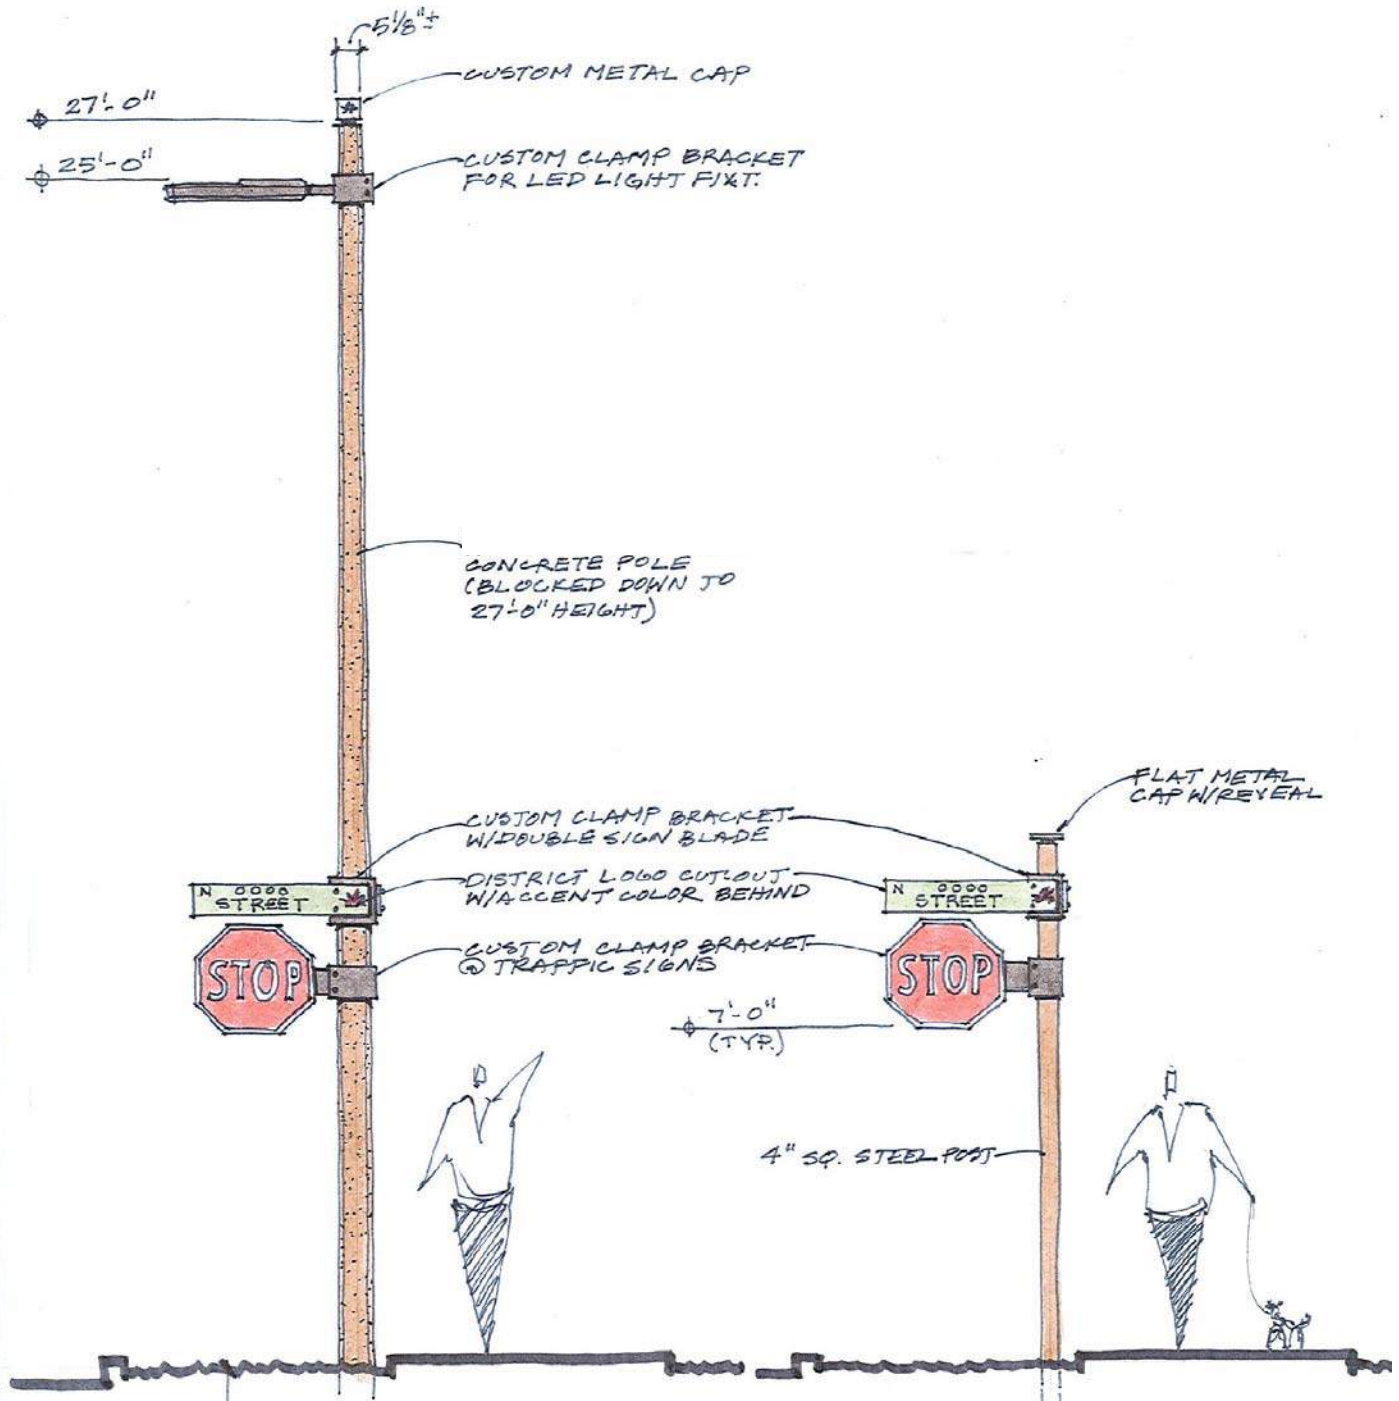 5 1/8"±
CUSTOM METAL CAP
27'-0"
25'-0"
CUSTOM CLAMP BRACKET
FOR LED LIGHT FIXT.
CONCRETE POLE
(BLOCKED DOWN TO
27'-0" HEIGHT)
FLAT METAL
CAP W/REVEAL
CUSTOM CLAMP BRACKET
W/DOUBLE SIGN BLADE
DISTRICT LOGO CUTOUT
W/ACCENT COLOR BEHIND
N 0000
STREET
N 0000
STREET
CUSTOM CLAMP BRACKET
@ TRAFFIC SIGNS
STOP
STOP
7'-0"
(TYP.)
4" SQ. STEEL POST